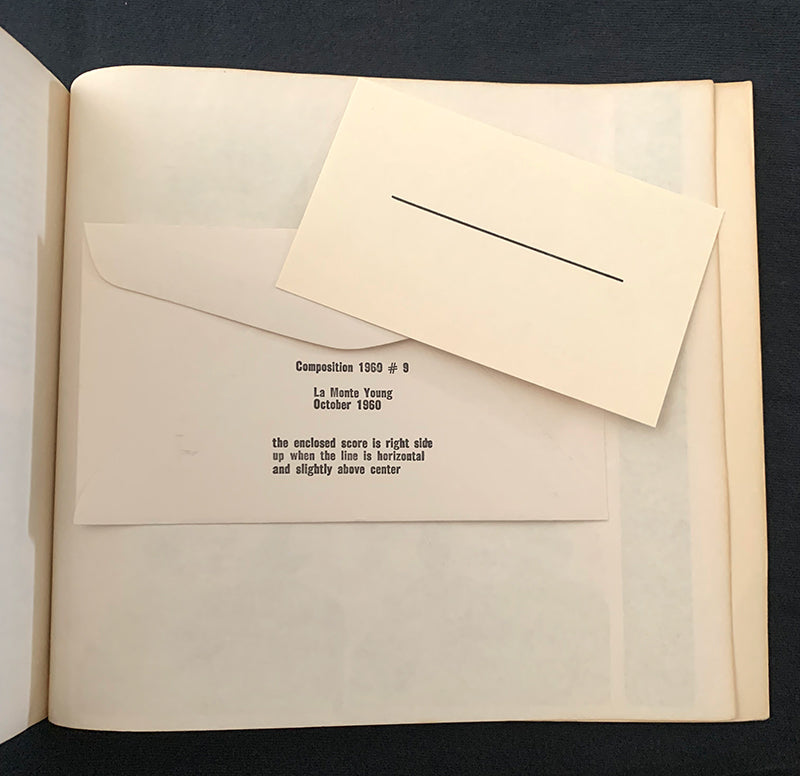 Composition 1960 # 9
La Monte Young
October 1960
the enclosed score is right side
up when the line is horizontal
and slightly above center